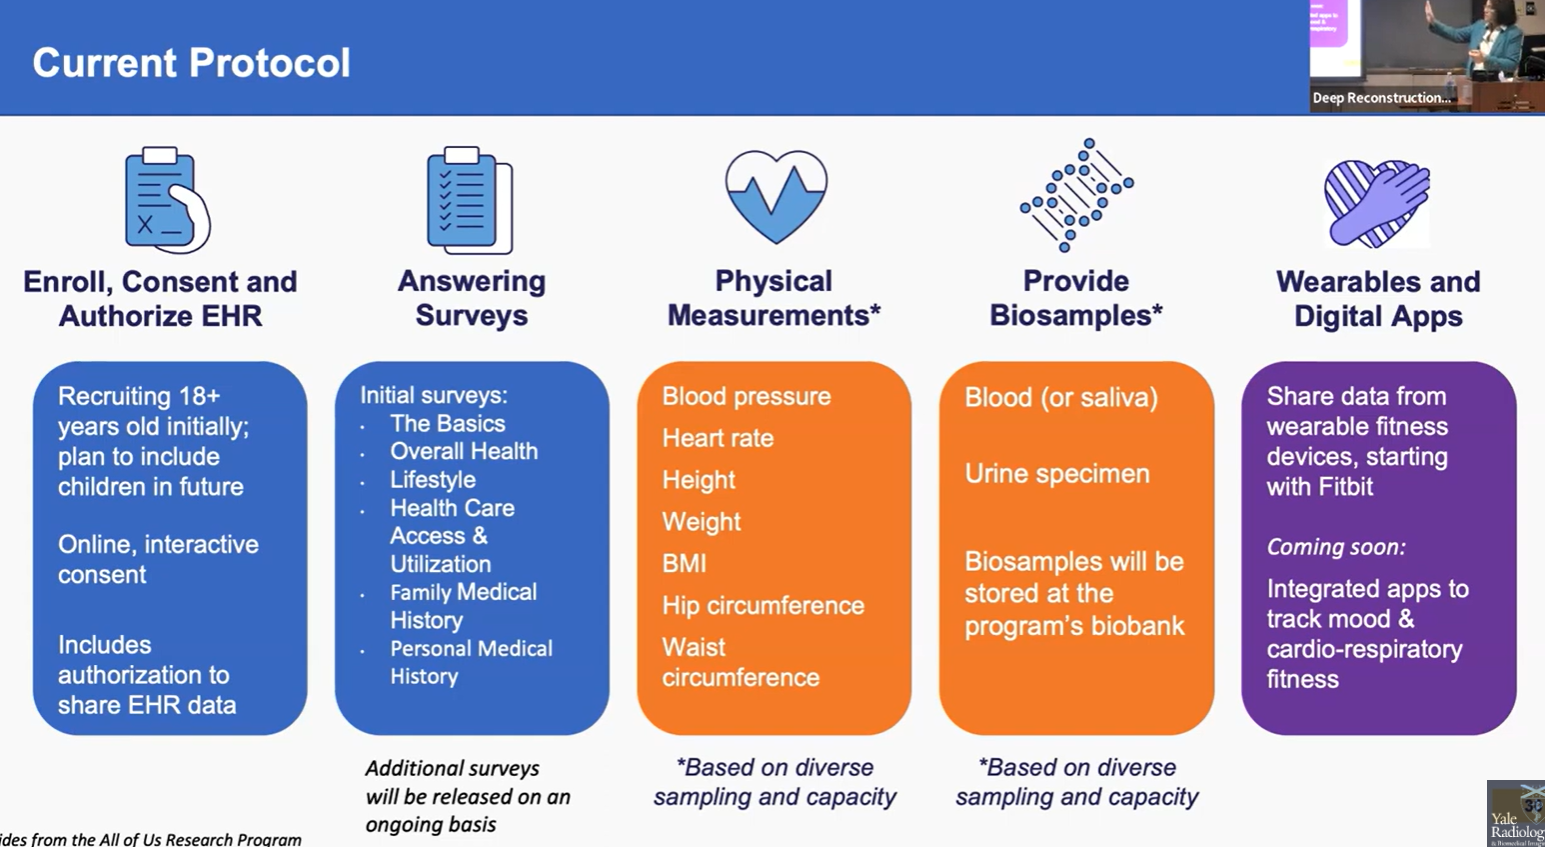 Current Protocol
Deep Reconstruction...
Enroll, Consent and
Authorize EHR
Recruiting 18+
years old initially;
plan to include
children in future
Online, interactive
consent
Includes
authorization to
share EHR data
Answering
Surveys
Initial surveys:
· The Basics
· Overall Health
· Lifestyle
· Health Care
Access &
Utilization
· Family Medical
History
· Personal Medical
History
Additional surveys
will be released on an
ongoing basis
Physical
Measurements*
Blood pressure
Heart rate
Height
Weight
BMI
Hip circumference
Waist
circumference
*Based on diverse
sampling and capacity
Provide
Biosamples*
Blood (or saliva)
Urine specimen
Biosamples will be
stored at the
program's biobank
*Based on diverse
sampling and capacity
Wearables and
Digital Apps
Share data from
wearable fitness
devices, starting
with Fitbit
Coming soon:
Integrated apps to
track mood &
cardio-respiratory
fitness
ides from the All of Us Research Program
Yale
Radiolog
& Biomedical Imag